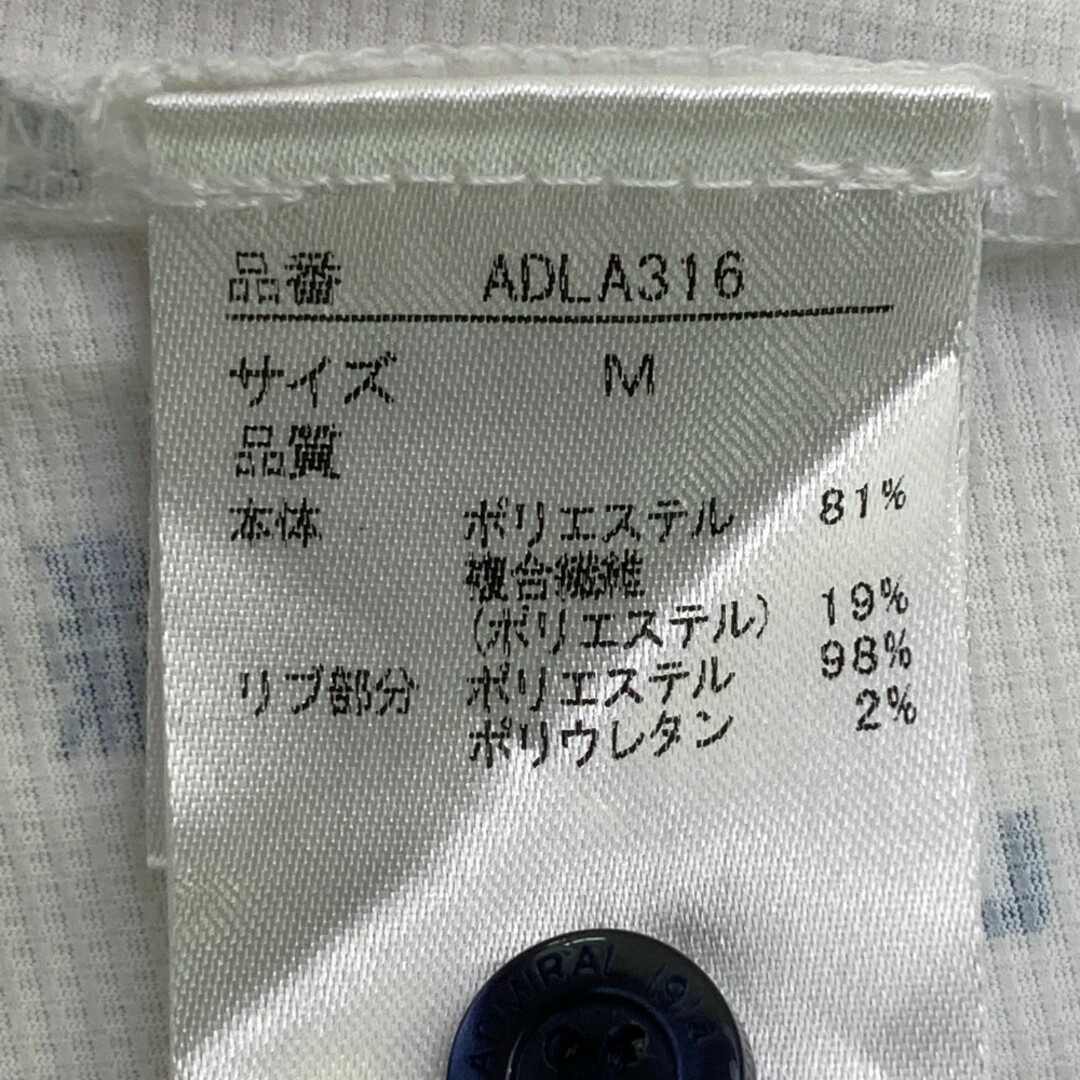 品番 ADLA316
サイズ M
品質
本体 ポリエステル 81%
複合繊維
(ポリエステル) 19%
リブ部分 ポリエステル 98%
ポリウレタン 2%
ADMIRAL 1914